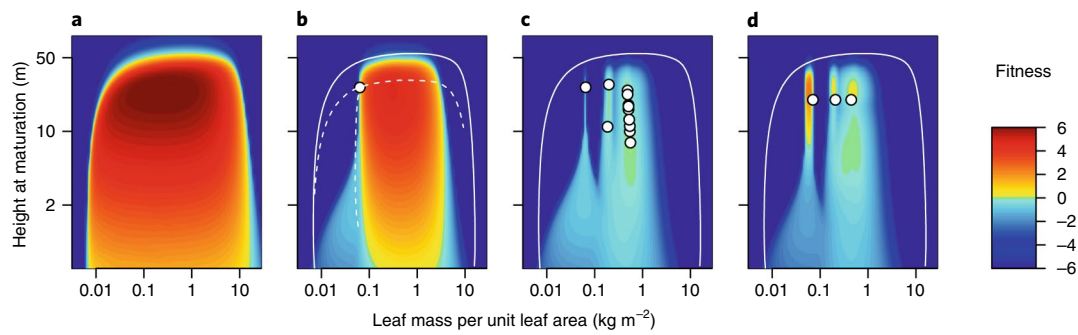 a b c d
Height at maturation (m)
50
10
2
0.01 0.1 1 10 0.01 0.1 1 10 0.01 0.1 1 10 0.01 0.1 1 10
Leaf mass per unit leaf area (kg m⁻²)
Fitness
6
4
2
0
−2
−4
−6